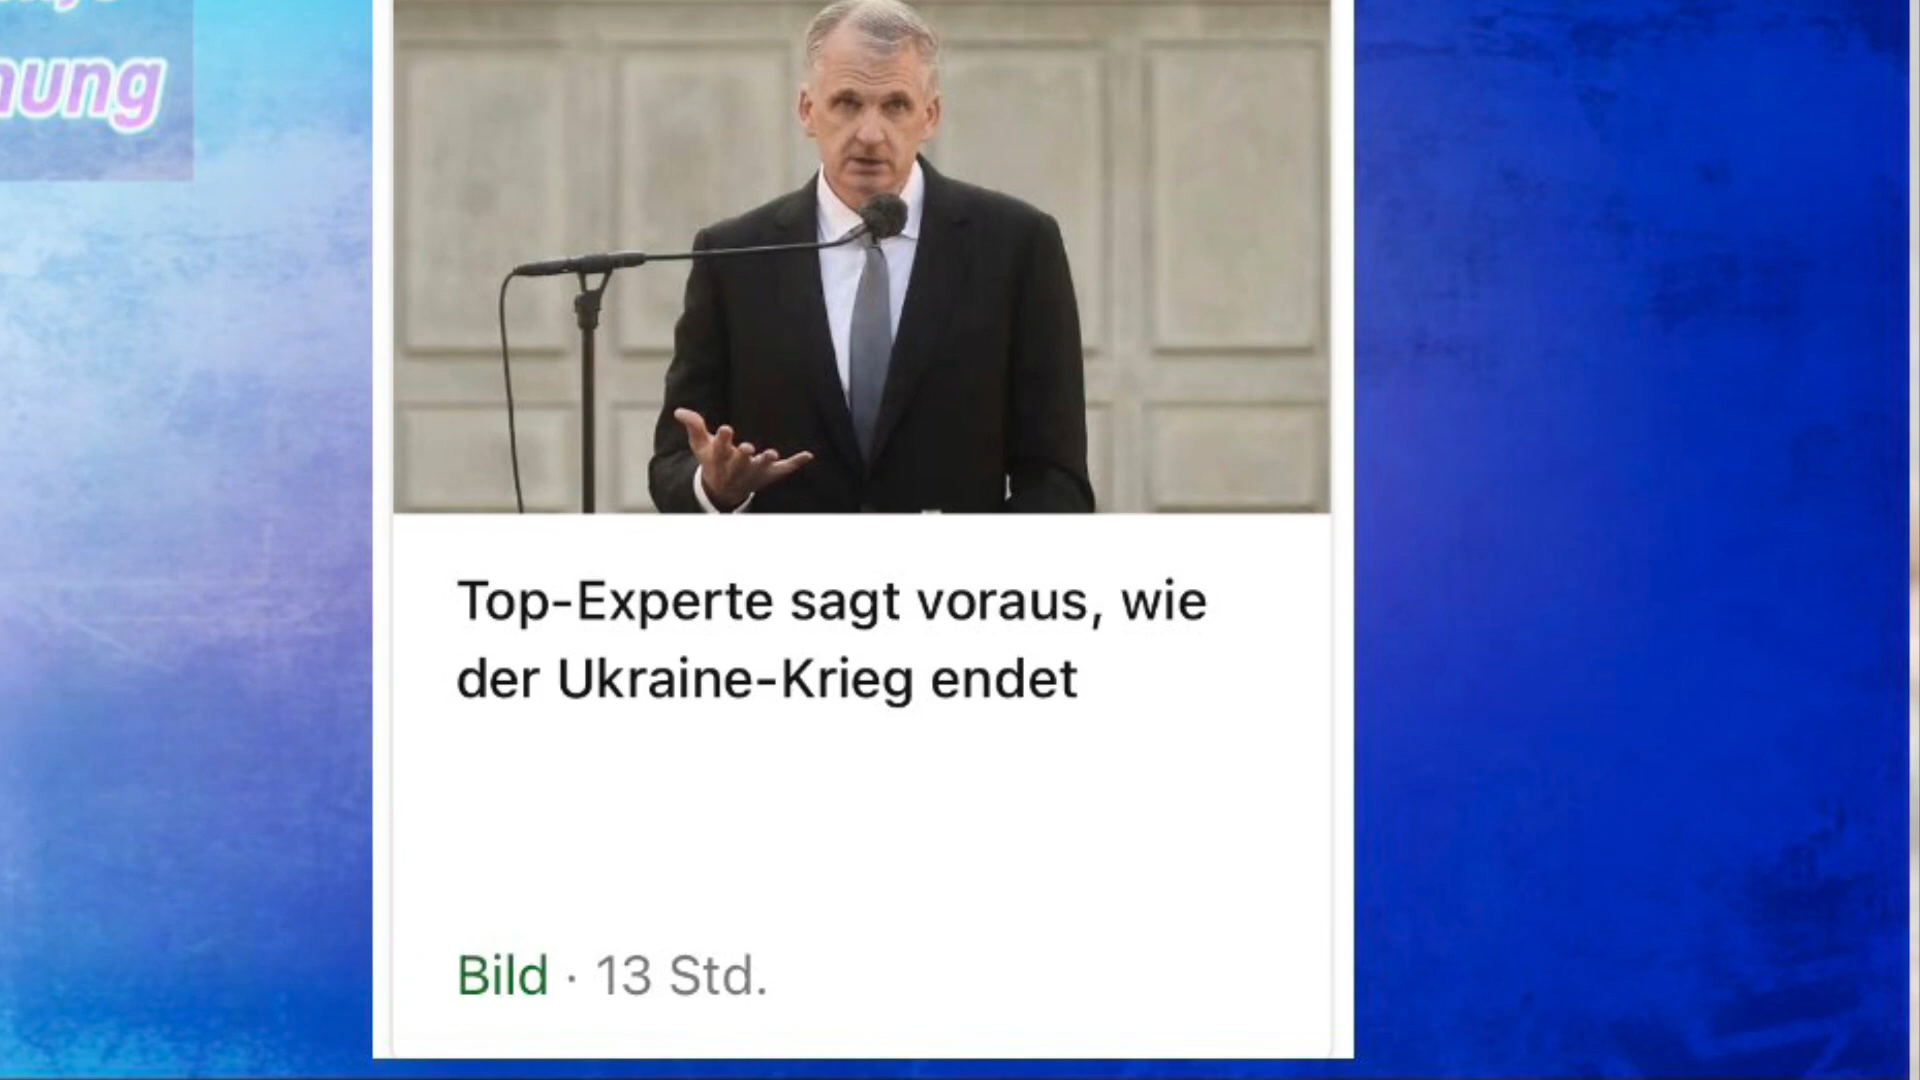 nung
Top-Experte sagt voraus, wie
der Ukraine-Krieg endet
Bild · 13 Std.